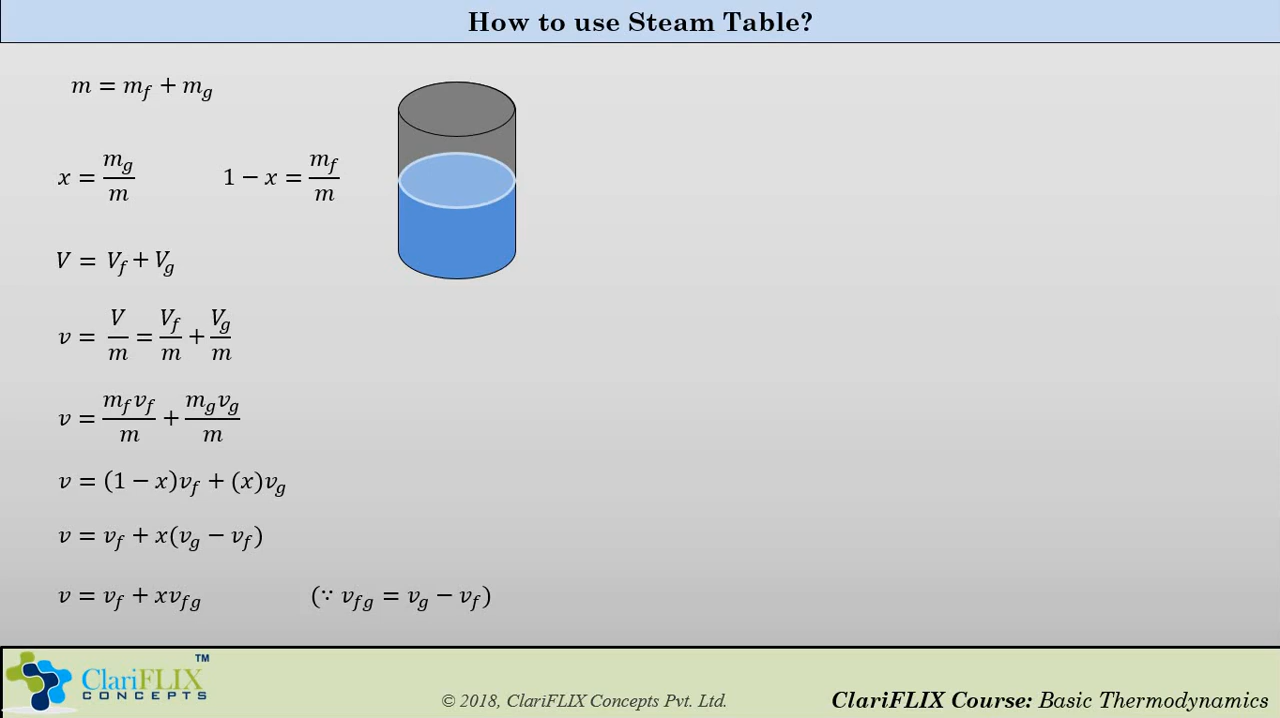 How to use Steam Table?
m = m_f + m_g
x = m_g/m    1 − x = m_f/m
V = V_f + V_g
v = V/m = V_f/m + V_g/m
v = m_f v_f/m + m_g v_g/m
v = (1 − x)v_f + (x)v_g
v = v_f + x(v_g − v_f)
v = v_f + xv_fg    (∵ v_fg = v_g − v_f)
ClariFLIX TM
CONCEPTS
© 2018, ClariFLIX Concepts Pvt. Ltd.
ClariFLIX Course: Basic Thermodynamics